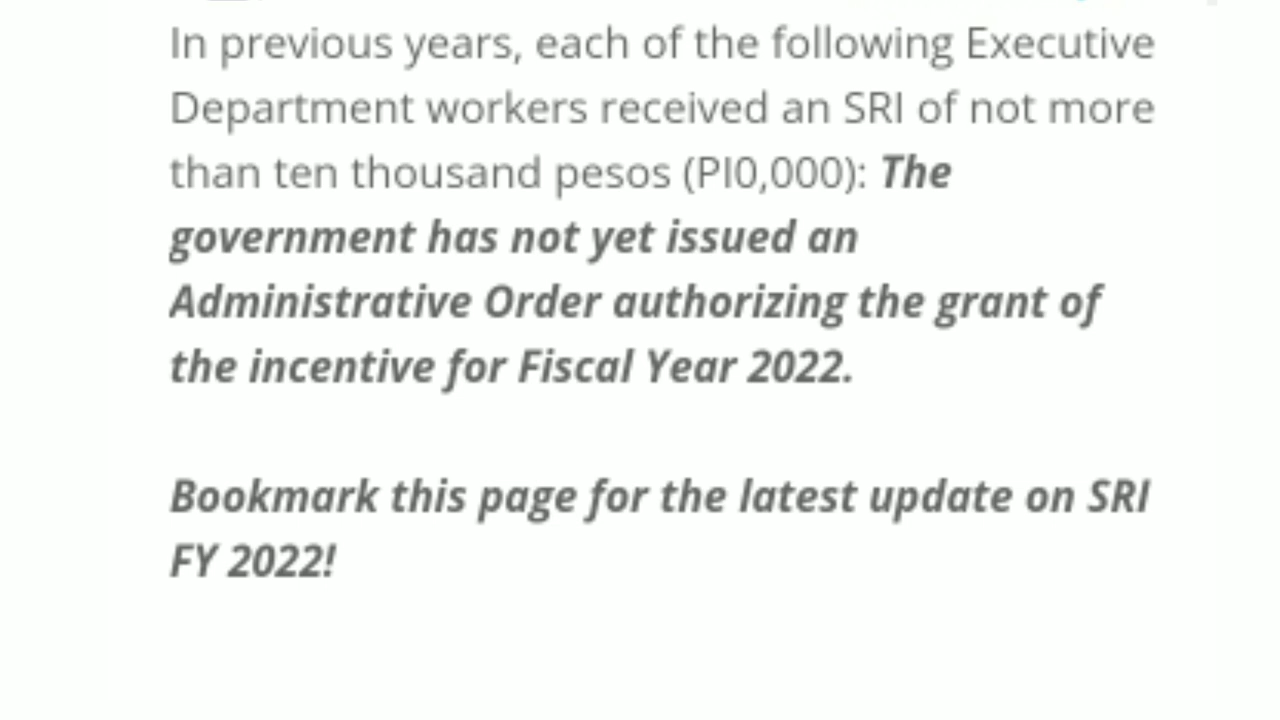 In previous years, each of the following Executive
Department workers received an SRI of not more
than ten thousand pesos (PI0,000): The
government has not yet issued an
Administrative Order authorizing the grant of
the incentive for Fiscal Year 2022.
Bookmark this page for the latest update on SRI
FY 2022!